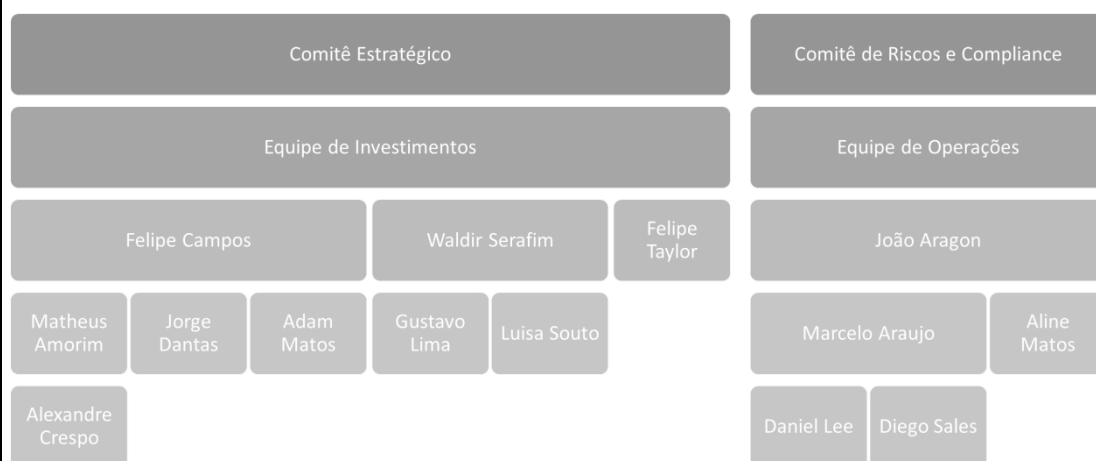 Comitê Estratégico
Comitê de Riscos e Compliance
Equipe de Investimentos
Equipe de Operações
Felipe Campos
Waldir Serafim
Felipe
Taylor
João Aragon
Matheus
Amorim
Jorge
Dantas
Adam
Matos
Gustavo
Lima
Luisa Souto
Marcelo Araujo
Aline
Matos
Alexandre
Crespo
Daniel Lee
Diego Sales